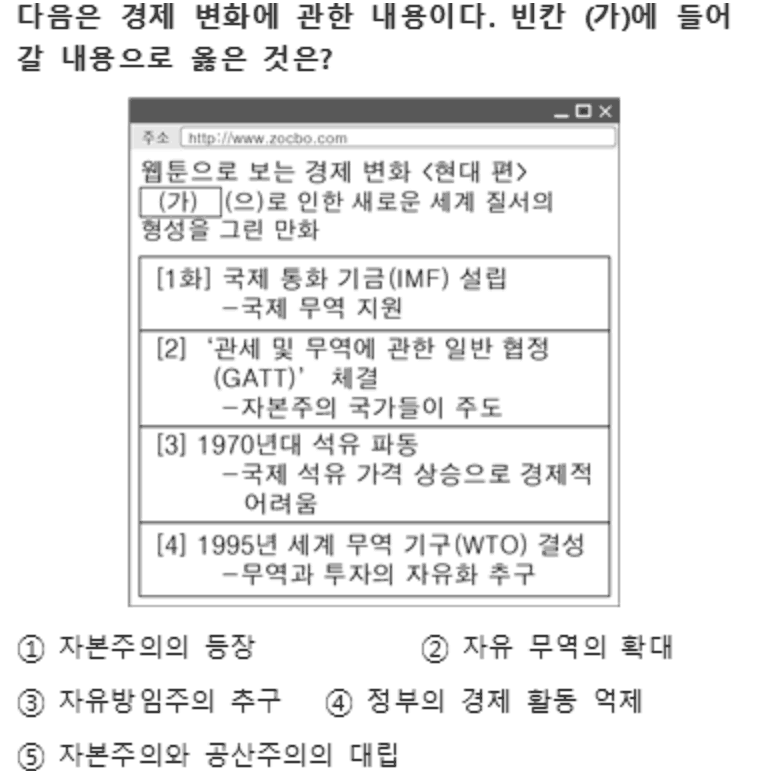 다음은 경제 변화에 관한 내용이다. 빈칸 (가)에 들어
갈 내용으로 옳은 것은?
주소 http://www.zocbo.com
웹툰으로 보는 경제 변화 <현대 편>
(가) (으)로 인한 새로운 세계 질서의
형성을 그린 만화
[1화] 국제 통화 기금(IMF) 설립
-국제 무역 지원
[2] ‘관세 및 무역에 관한 일반 협정
(GATT)’ 체결
-자본주의 국가들이 주도
[3] 1970년대 석유 파동
-국제 석유 가격 상승으로 경제적
어려움
[4] 1995년 세계 무역 기구(WTO) 결성
-무역과 투자의 자유화 추구
① 자본주의의 등장 ② 자유 무역의 확대
③ 자유방임주의 추구 ④ 정부의 경제 활동 억제
⑤ 자본주의와 공산주의의 대립